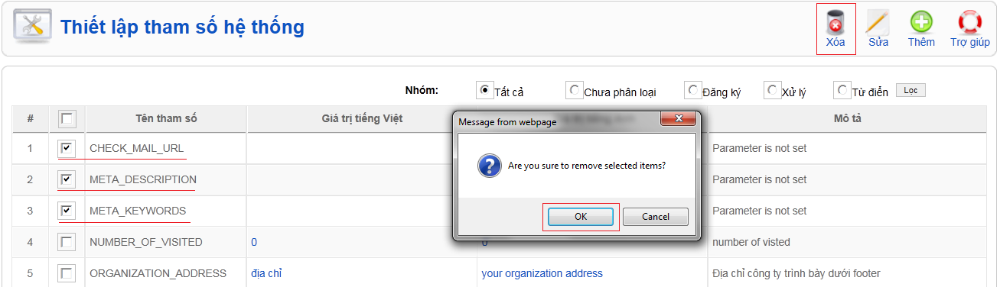 Thiết lập tham số hệ thống
Xóa Sửa Thêm Trợ giúp
Nhóm: Tất cả Chưa phân loại Đăng ký Xử lý Từ điển Lọc
# Tên tham số Giá trị tiếng Việt Mô tả
Message from webpage
1 CHECK_MAIL_URL Parameter is not set
Are you sure to remove selected items?
2 META_DESCRIPTION Parameter is not set
3 META_KEYWORDS Parameter is not set
OK Cancel
4 NUMBER_OF_VISITED 0 0 number of visted
5 ORGANIZATION_ADDRESS địa chỉ your organization address Địa chỉ công ty trình bày dưới footer